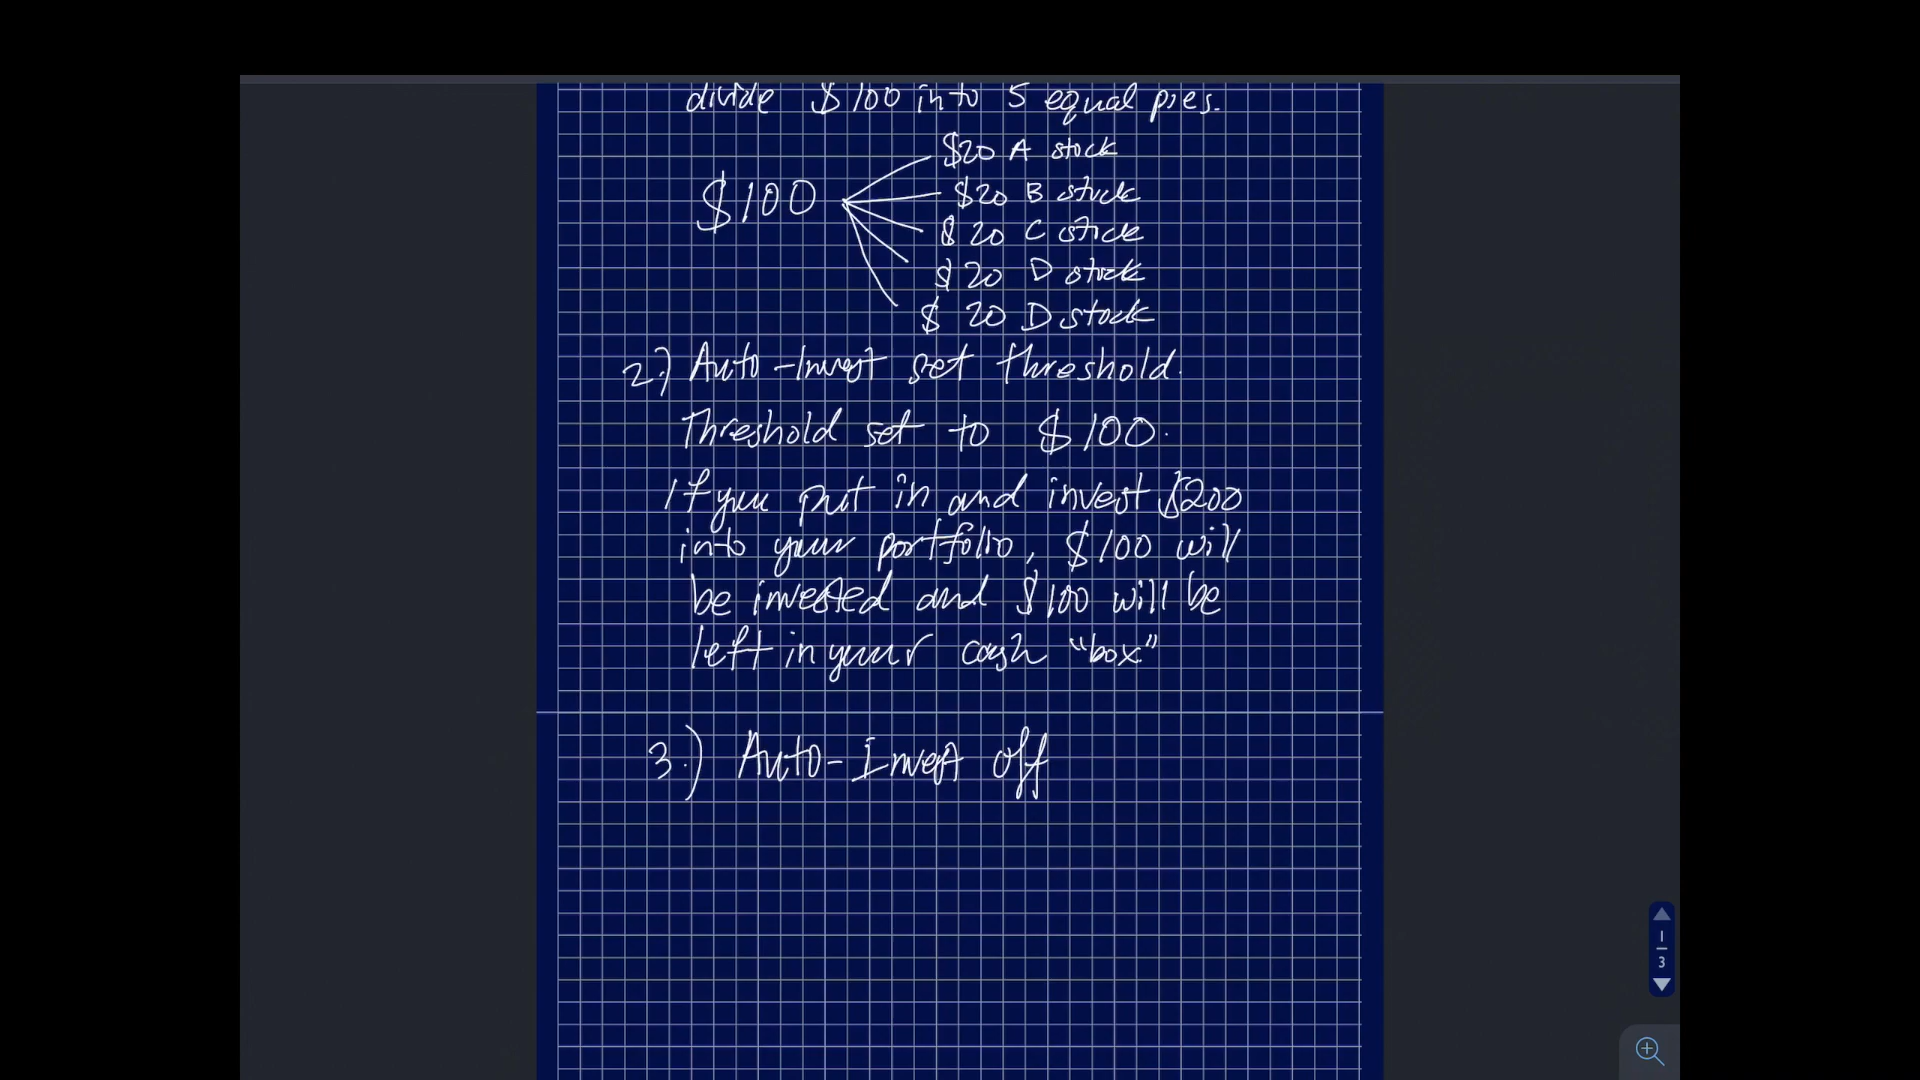 divide $100 into 5 equal pies.
$100
$20 A stock
$20 B stock
$20 C stock
$20 D stock
$20 D stock
2.) Auto-Invest set threshold.
Threshold set to $100.
If you put in and invest $200
into your portfolio, $100 will
be invested and $100 will be
left in your cash "box"
3.) Auto-Invest off
1
3